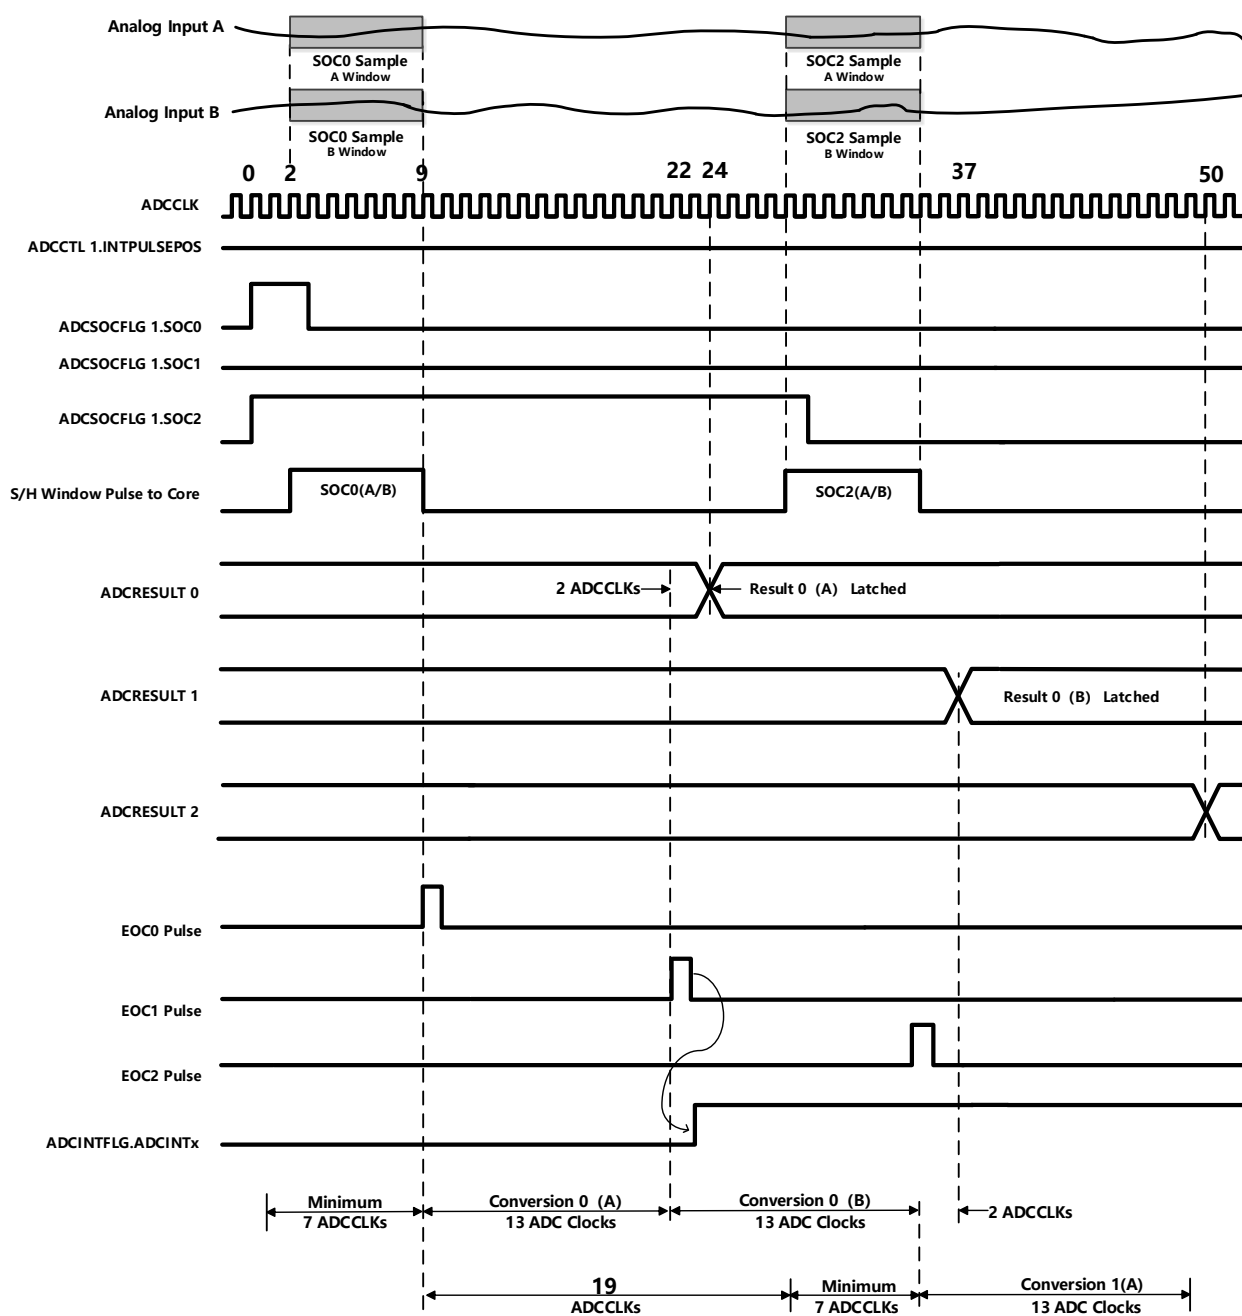 Analog Input A
SOC0 Sample
A Window
SOC2 Sample
A Window
Analog Input B
SOC0 Sample
B Window
SOC2 Sample
B Window
0 2 9 22 24 37 50
ADCCLK
ADCCTL 1.INTPULSEPOS
ADCSOCFLG 1.SOC0
ADCSOCFLG 1.SOC1
ADCSOCFLG 1.SOC2
S/H Window Pulse to Core
SOC0(A/B)
SOC2(A/B)
ADCRESULT 0
2 ADCCLKs
Result 0 (A) Latched
ADCRESULT 1
Result 0 (B) Latched
ADCRESULT 2
EOC0 Pulse
EOC1 Pulse
EOC2 Pulse
ADCINTFLG.ADCINTx
Minimum
7 ADCCLKs
Conversion 0 (A)
13 ADC Clocks
Conversion 0 (B)
13 ADC Clocks
2 ADCCLKs
19
ADCCLKs
Minimum
7 ADCCLKs
Conversion 1(A)
13 ADC Clocks